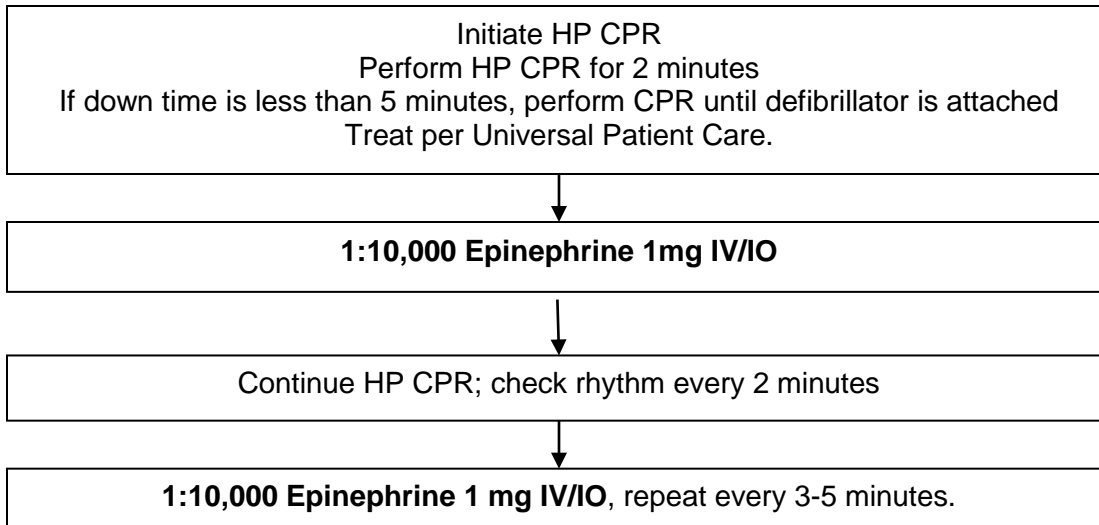 Initiate HP CPR
Perform HP CPR for 2 minutes
If down time is less than 5 minutes, perform CPR until defibrillator is attached
Treat per Universal Patient Care.
1:10,000 Epinephrine 1mg IV/IO
Continue HP CPR; check rhythm every 2 minutes
1:10,000 Epinephrine 1 mg IV/IO, repeat every 3-5 minutes.